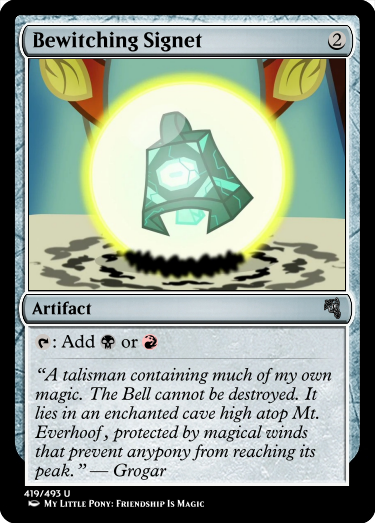 Bewitching Signet 2
Artifact
: Add or
“A talisman containing much of my own
magic. The Bell cannot be destroyed. It
lies in an enchanted cave high atop Mt.
Everhoof, protected by magical winds
that prevent anypony from reaching its
peak.” — Grogar
419/493 U
My Little Pony: Friendship Is Magic